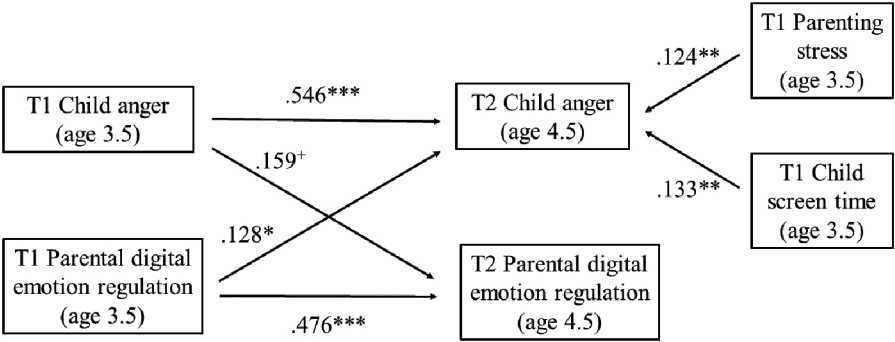 T1 Child anger
(age 3.5)
.546***
.159+
T2 Child anger
(age 4.5)
.124**
T1 Parenting
stress
(age 3.5)
.133**
T1 Child
screen time
(age 3.5)
T1 Parental digital
emotion regulation
(age 3.5)
.128*
.476***
T2 Parental digital
emotion regulation
(age 4.5)